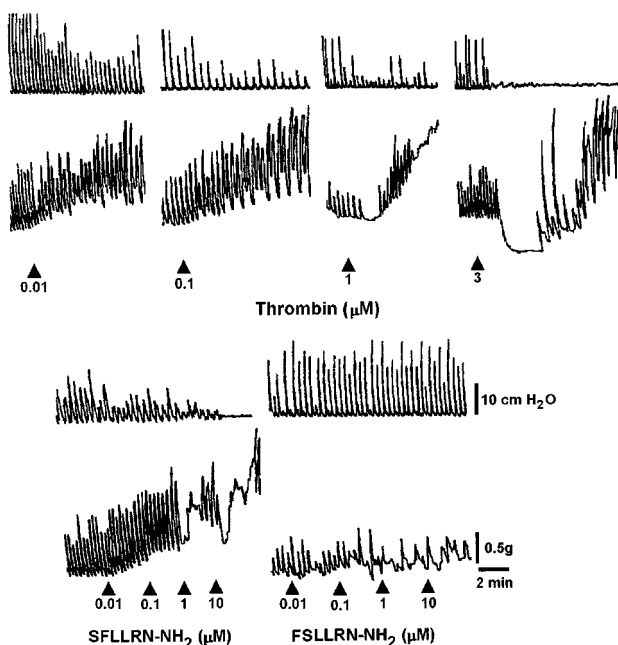 0.01 0.1 1 3
Thrombin (μM)
10 cm H₂O
0.5g
2 min
0.01 0.1 1 10 0.01 0.1 1 10
SFLLRN-NH₂ (μM) FSLLRN-NH₂ (μM)